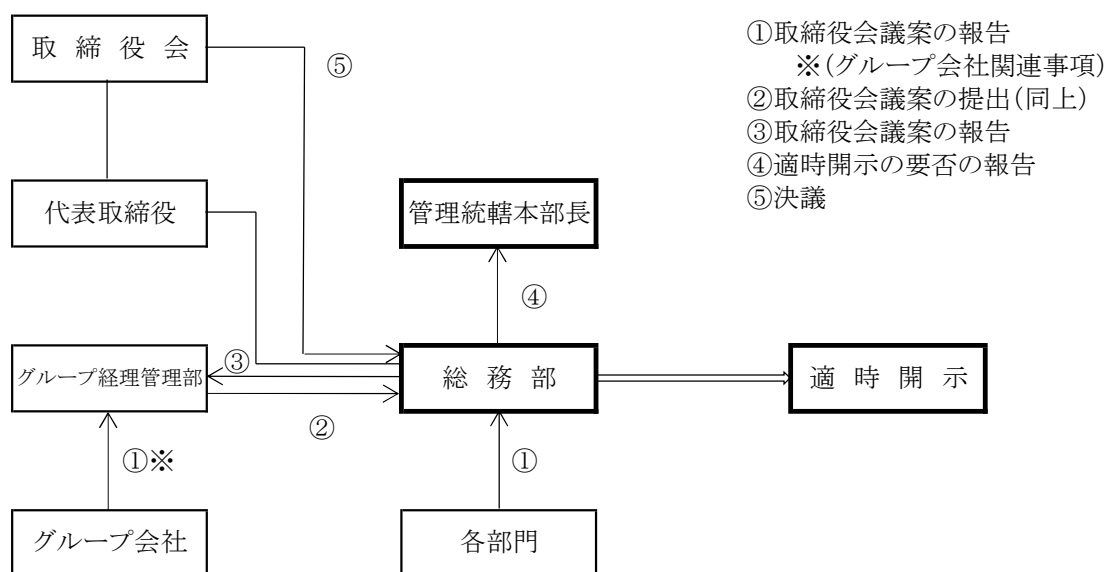 取 締 役 会
⑤
①取締役会議案の報告
※(グループ会社関連事項)
②取締役会議案の提出(同上)
③取締役会議案の報告
④適時開示の要否の報告
⑤決議
代表取締役
管理統轄本部長
④
グループ経理管理部
③
②
総 務 部
適 時 開 示
①※
①
グループ会社
各部門